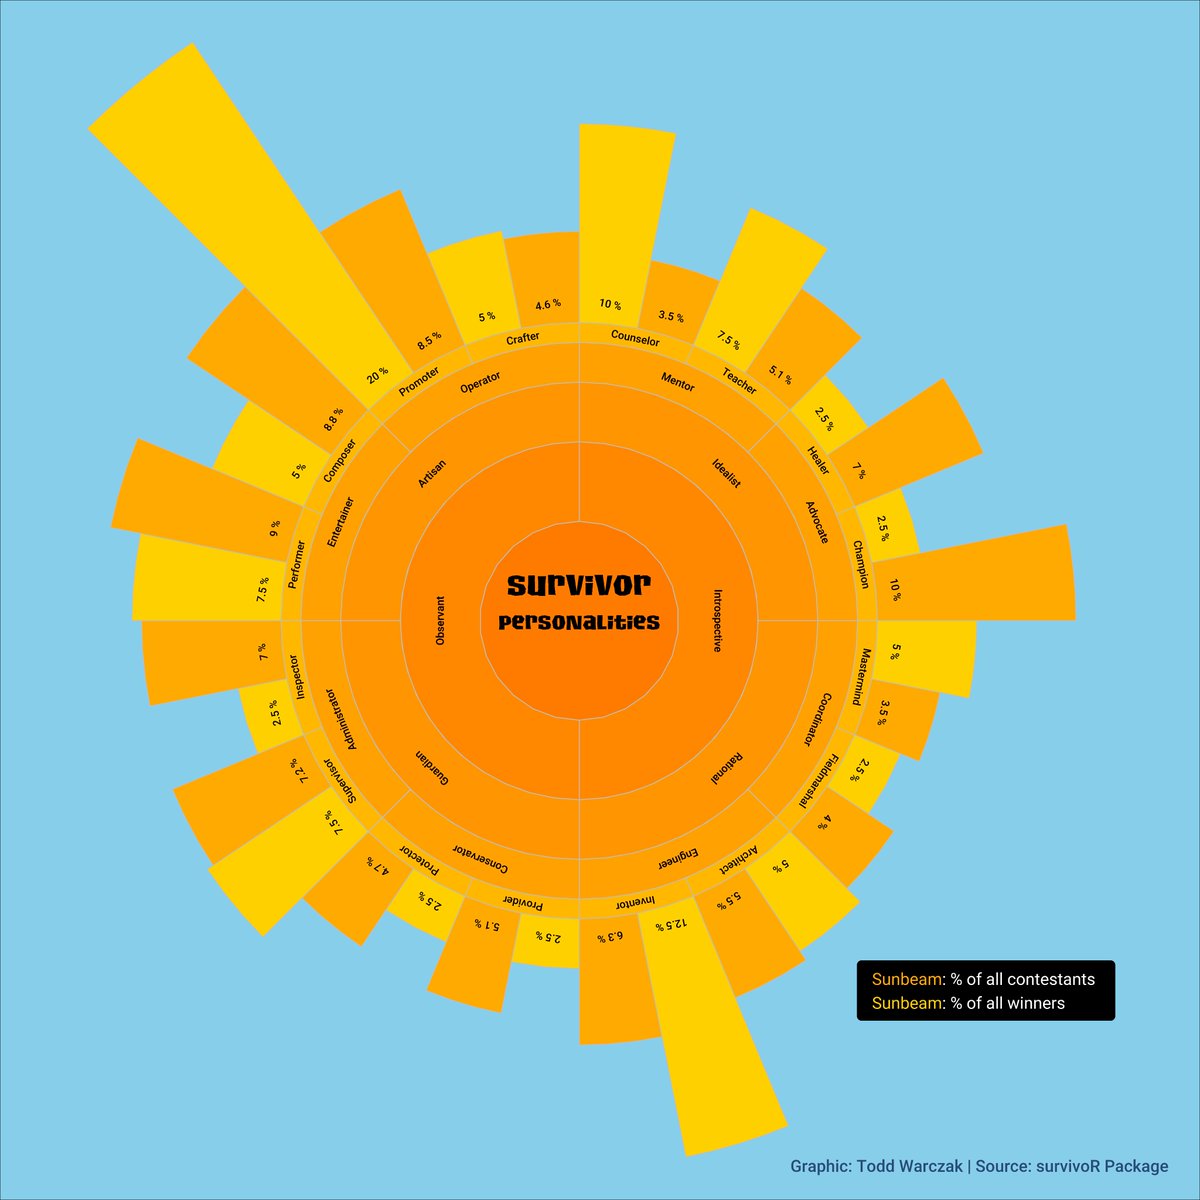 survivor
personalities
Introspective
Observant
Idealist
Rational
Guardian
Artisan
Mentor
Advocate
Coordinator
Engineer
Conservator
Administrator
Entertainer
Operator
Counselor
10 %
3.5 %
Teacher
7.5 %
5.1 %
Healer
2.5 %
7 %
Champion
2.5 %
10 %
Mastermind
5%
3.5 %
Fieldmarshal
2.5 %
4 %
Architect
5 %
5.5 %
Inventor
12.5 %
6.3 %
Provider
2.5 %
5.1 %
Protector
2.5 %
4.7 %
Supervisor
7.5 %
7.2 %
Inspector
2.5 %
7 %
Performer
7.5 %
9 %
Composer
5 %
8.8 %
Promoter
20 %
8.5 %
Crafter
5 %
4.6 %
Sunbeam: % of all contestants
Sunbeam: % of all winners
Graphic: Todd Warczak | Source: survivoR Package